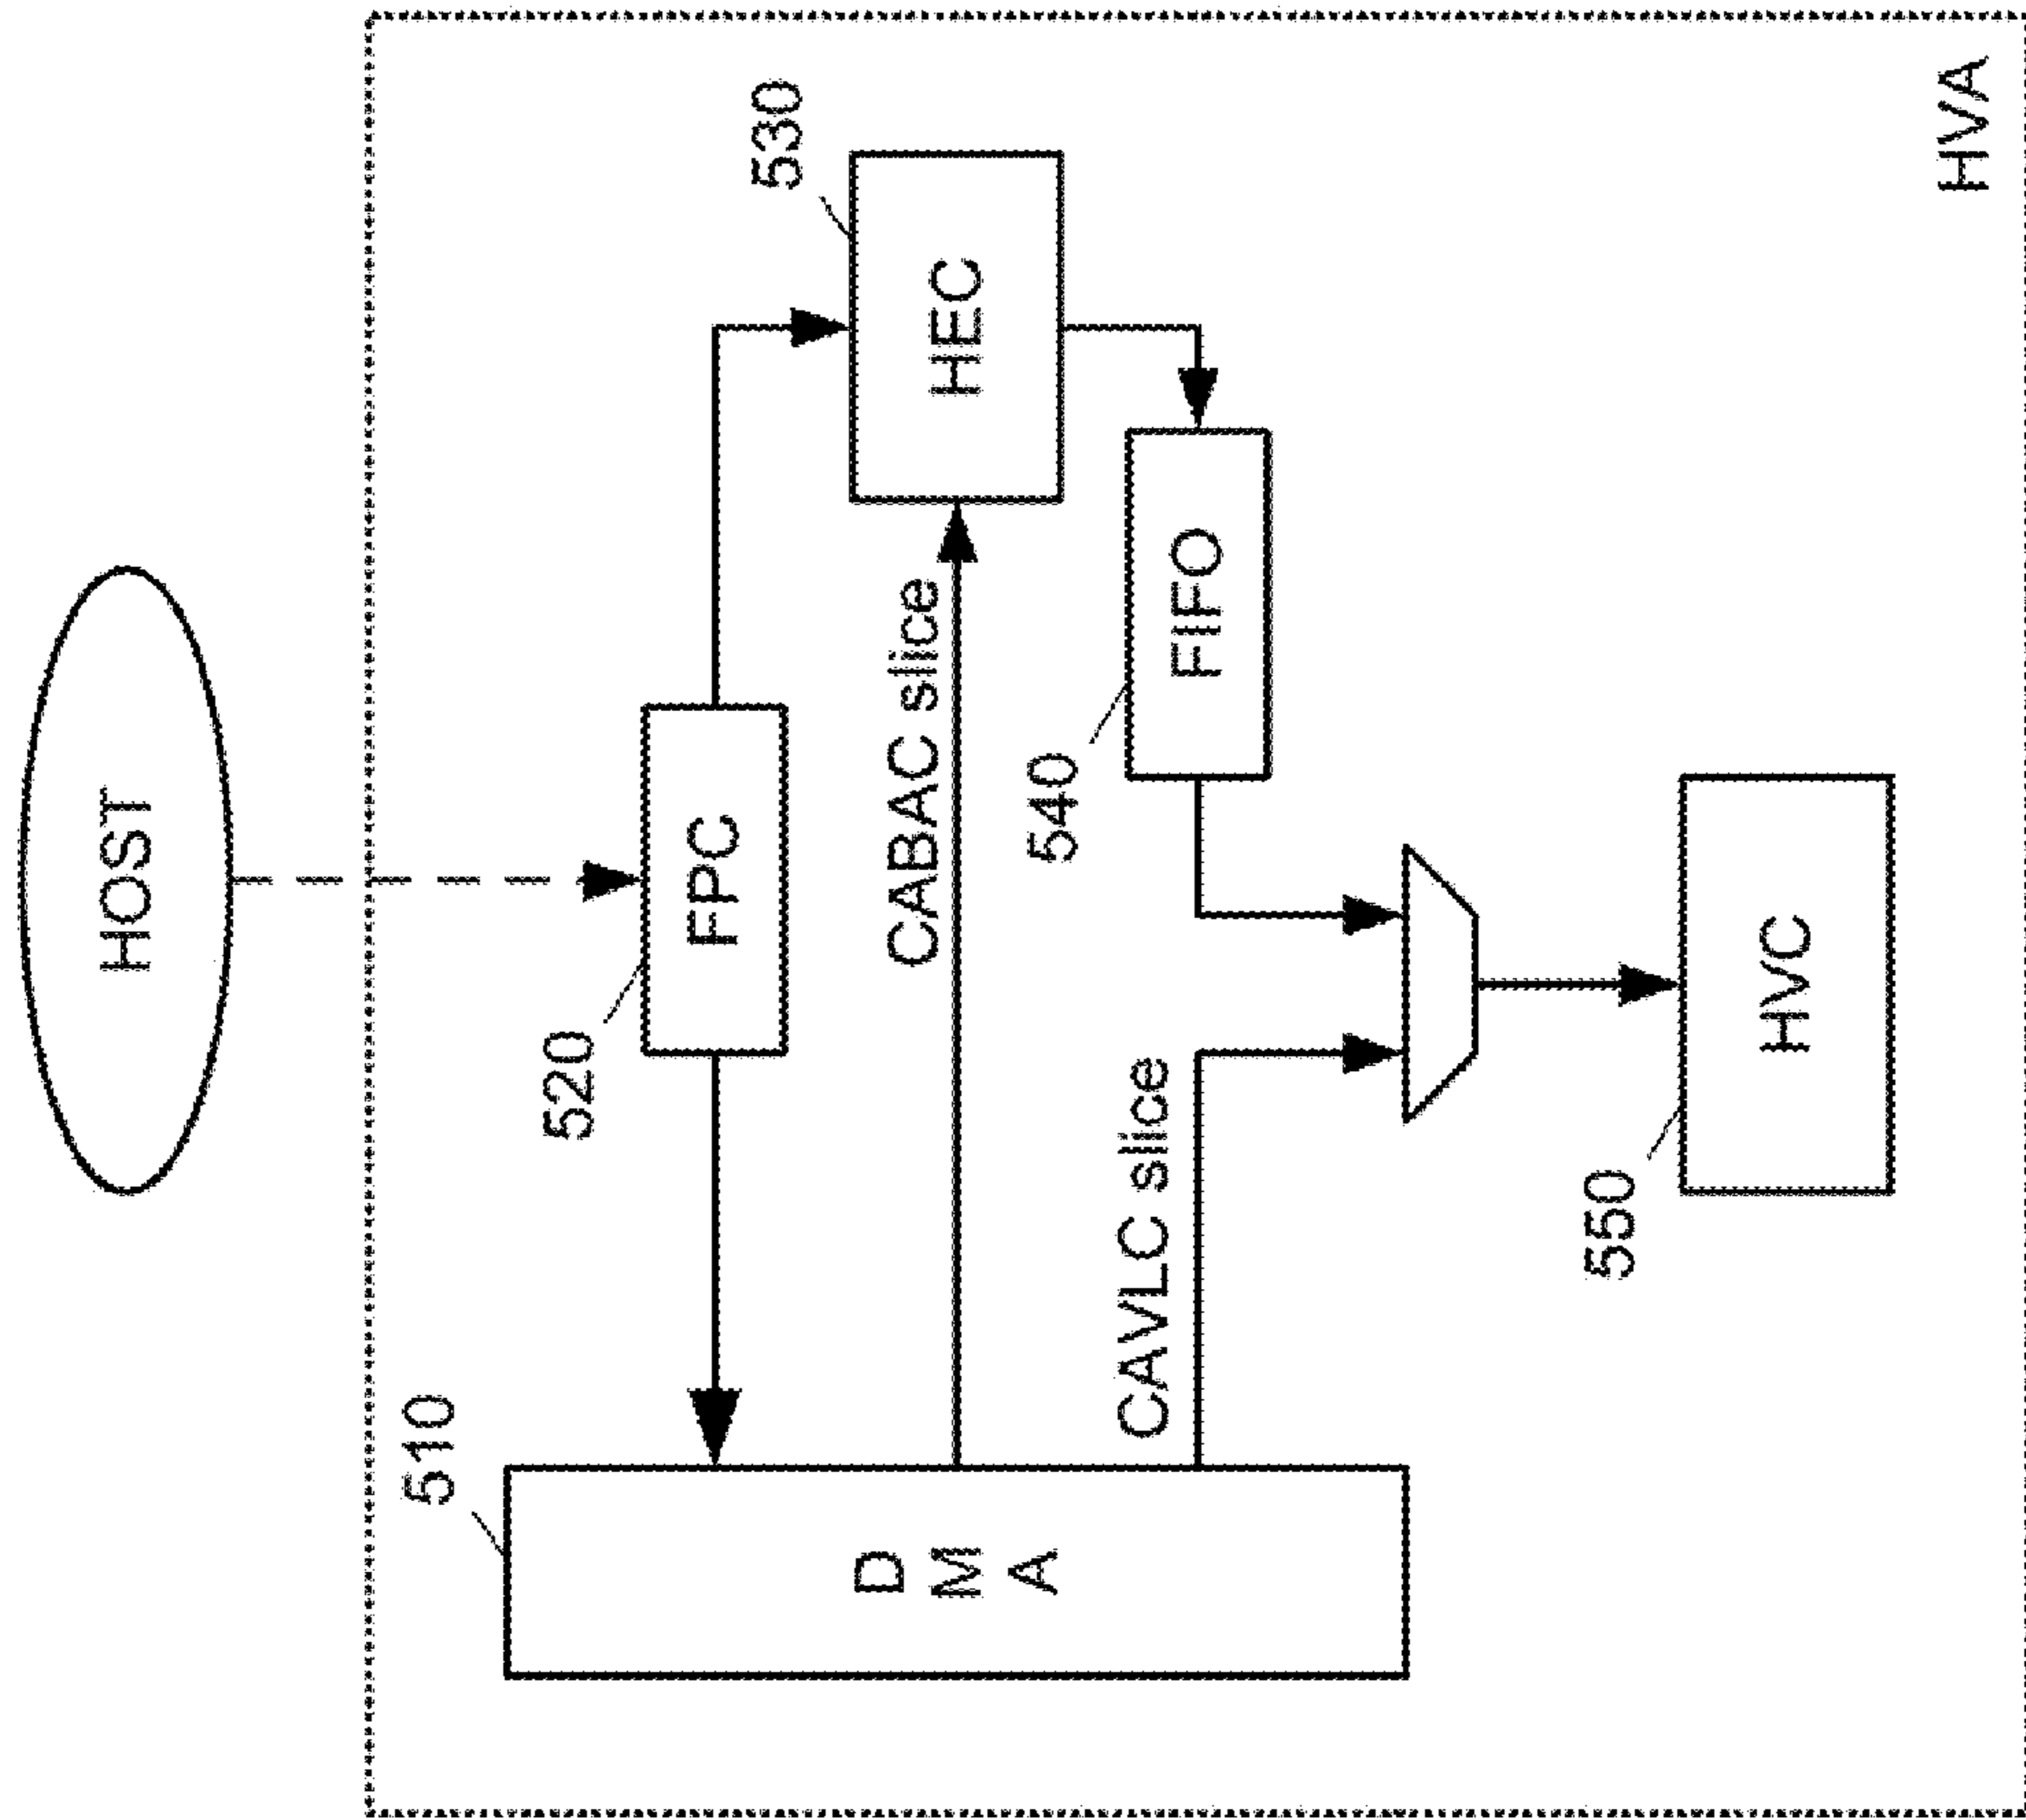 HOST
510
520
FPC
530
D
M
A
CABAC slice
HEC
CAVLC slice
540
FIFO
550
HVC
HVA